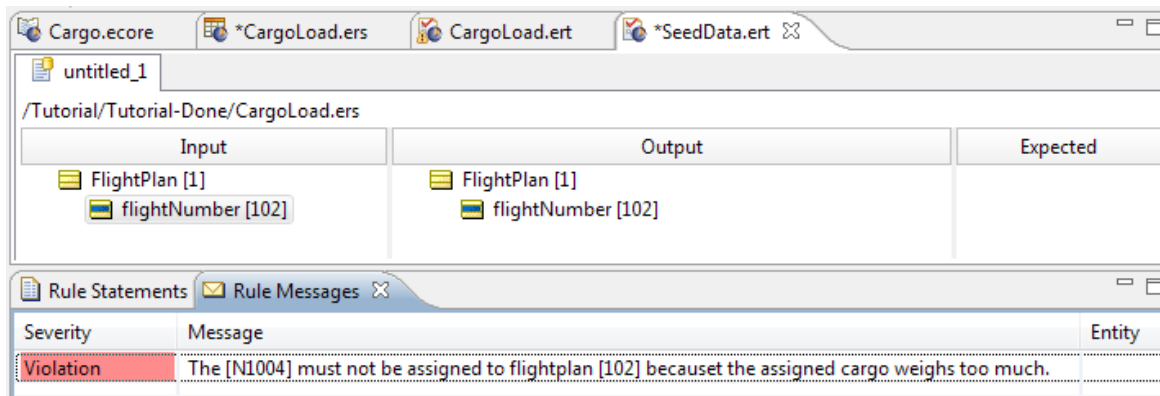 Cargo.ecore *CargoLoad.ers CargoLoad.ert *SeedData.ert
untitled_1
/Tutorial/Tutorial-Done/CargoLoad.ers
Input Output Expected
FlightPlan [1] FlightPlan [1]
flightNumber [102] flightNumber [102]
Rule Statements Rule Messages
Severity Message Entity
Violation The [N1004] must not be assigned to flightplan [102] becauset the assigned cargo weighs too much.